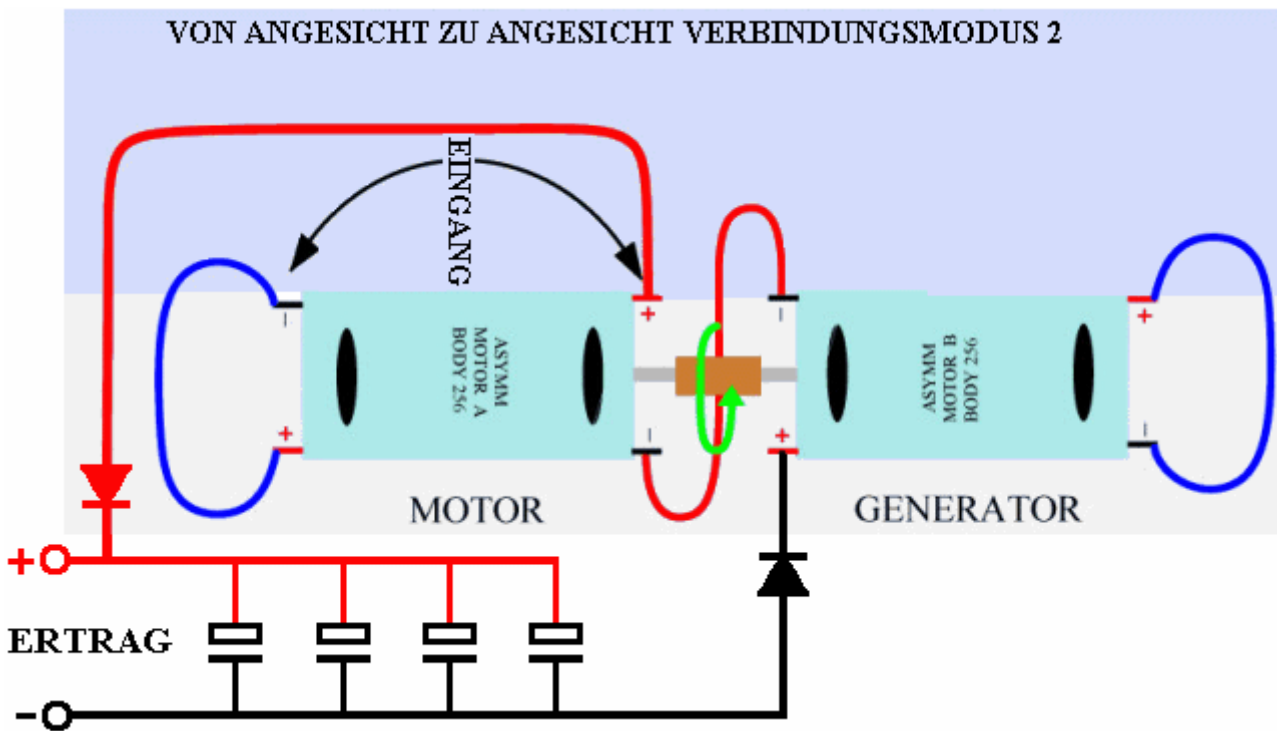 VON ANGESICHT ZU ANGESICHT VERBINDUNGSMODUS 2
EINGANG
− + − +
ASYMM
MOTOR A
BODY 256
ASYMM
MOTOR B
BODY 256
+ − + −
MOTOR
GENERATOR
+
ERTRAG
-